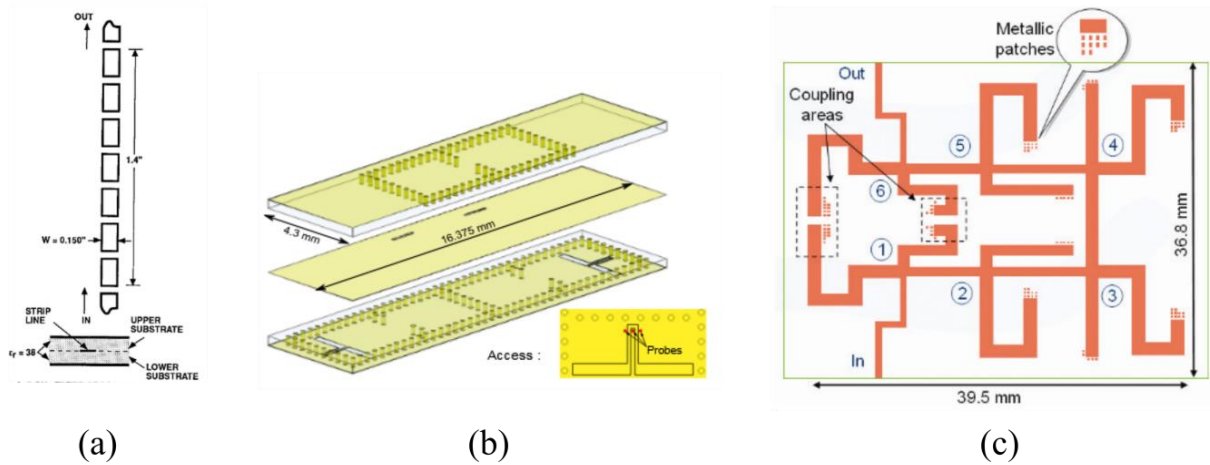 OUT
1.4"
W = 0.150"
IN
STRIP
LINE
UPPER
SUBSTRATE
εr = 38
LOWER
SUBSTRATE
(a)
4.3 mm
16.375 mm
Access :
Probes
(b)
Metallic
patches
Out
Coupling
areas
5
4
6
1
2
3
36.8 mm
In
39.5 mm
(c)